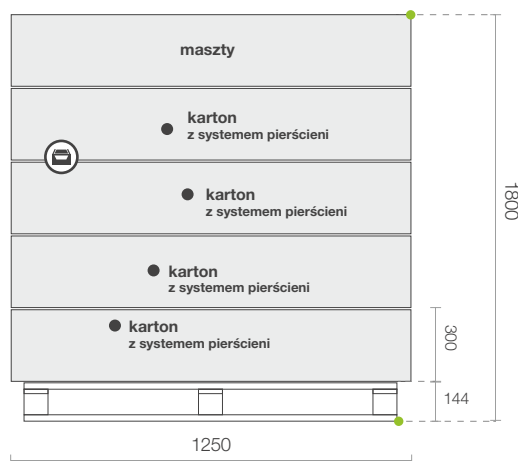 maszty
karton
z systemem pierścieni
karton
z systemem pierścieni
karton
z systemem pierścieni
karton
z systemem pierścieni
1800
300
144
1250